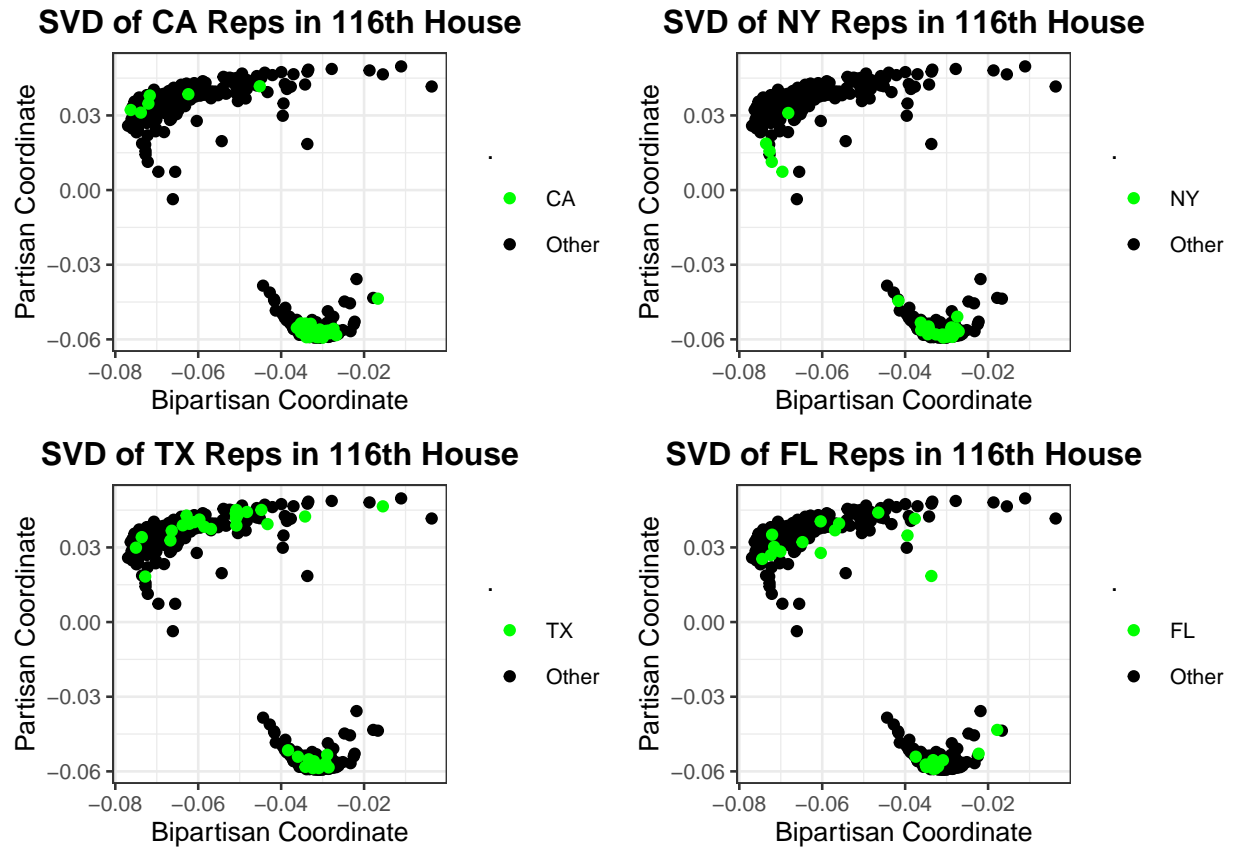 SVD of CA Reps in 116th House
Partisan Coordinate
0.03
0.00
−0.03
−0.06
−0.08
−0.06
−0.04
−0.02
Bipartisan Coordinate
.
CA
Other
SVD of NY Reps in 116th House
Partisan Coordinate
0.03
0.00
−0.03
−0.06
−0.08
−0.06
−0.04
−0.02
Bipartisan Coordinate
.
NY
Other
SVD of TX Reps in 116th House
Partisan Coordinate
0.03
0.00
−0.03
−0.06
−0.08
−0.06
−0.04
−0.02
Bipartisan Coordinate
.
TX
Other
SVD of FL Reps in 116th House
Partisan Coordinate
0.03
0.00
−0.03
−0.06
−0.08
−0.06
−0.04
−0.02
Bipartisan Coordinate
.
FL
Other